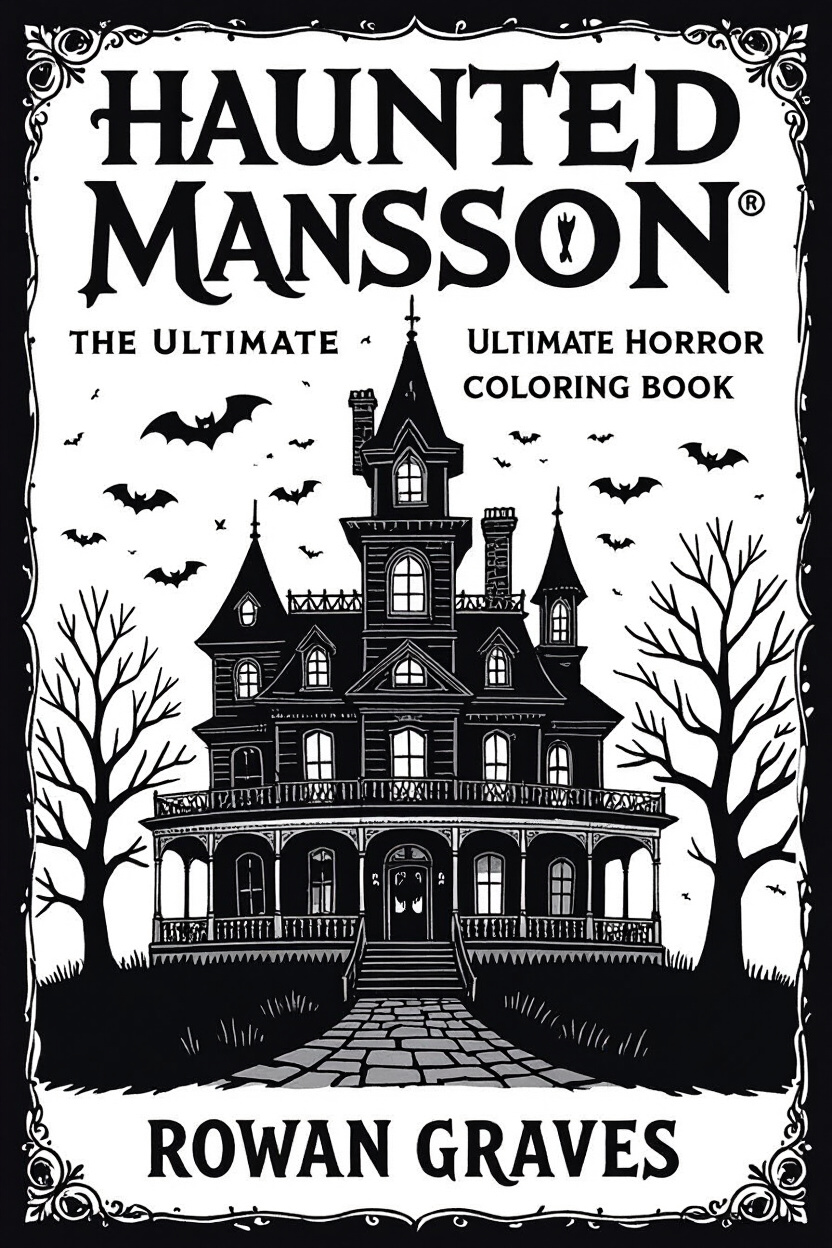 HAUNTED
MANSSON®
THE ULTIMATE ULTIMATE HORROR
COLORING BOOK
ROWAN GRAVES